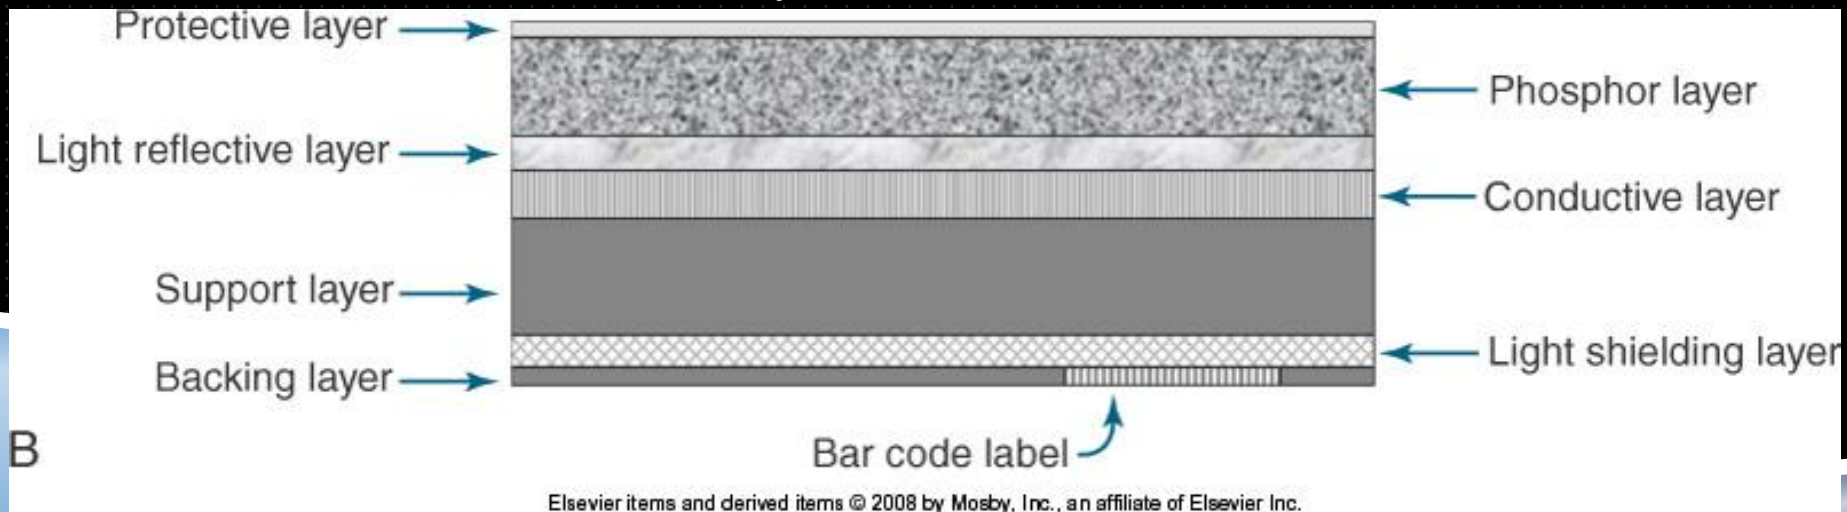 Protective layer
Phosphor layer
Light reflective layer
Conductive layer
Support layer
Light shielding layer
Backing layer
Bar code label
B
Elsevier items and derived items © 2008 by Mosby, Inc., an affiliate of Elsevier Inc.